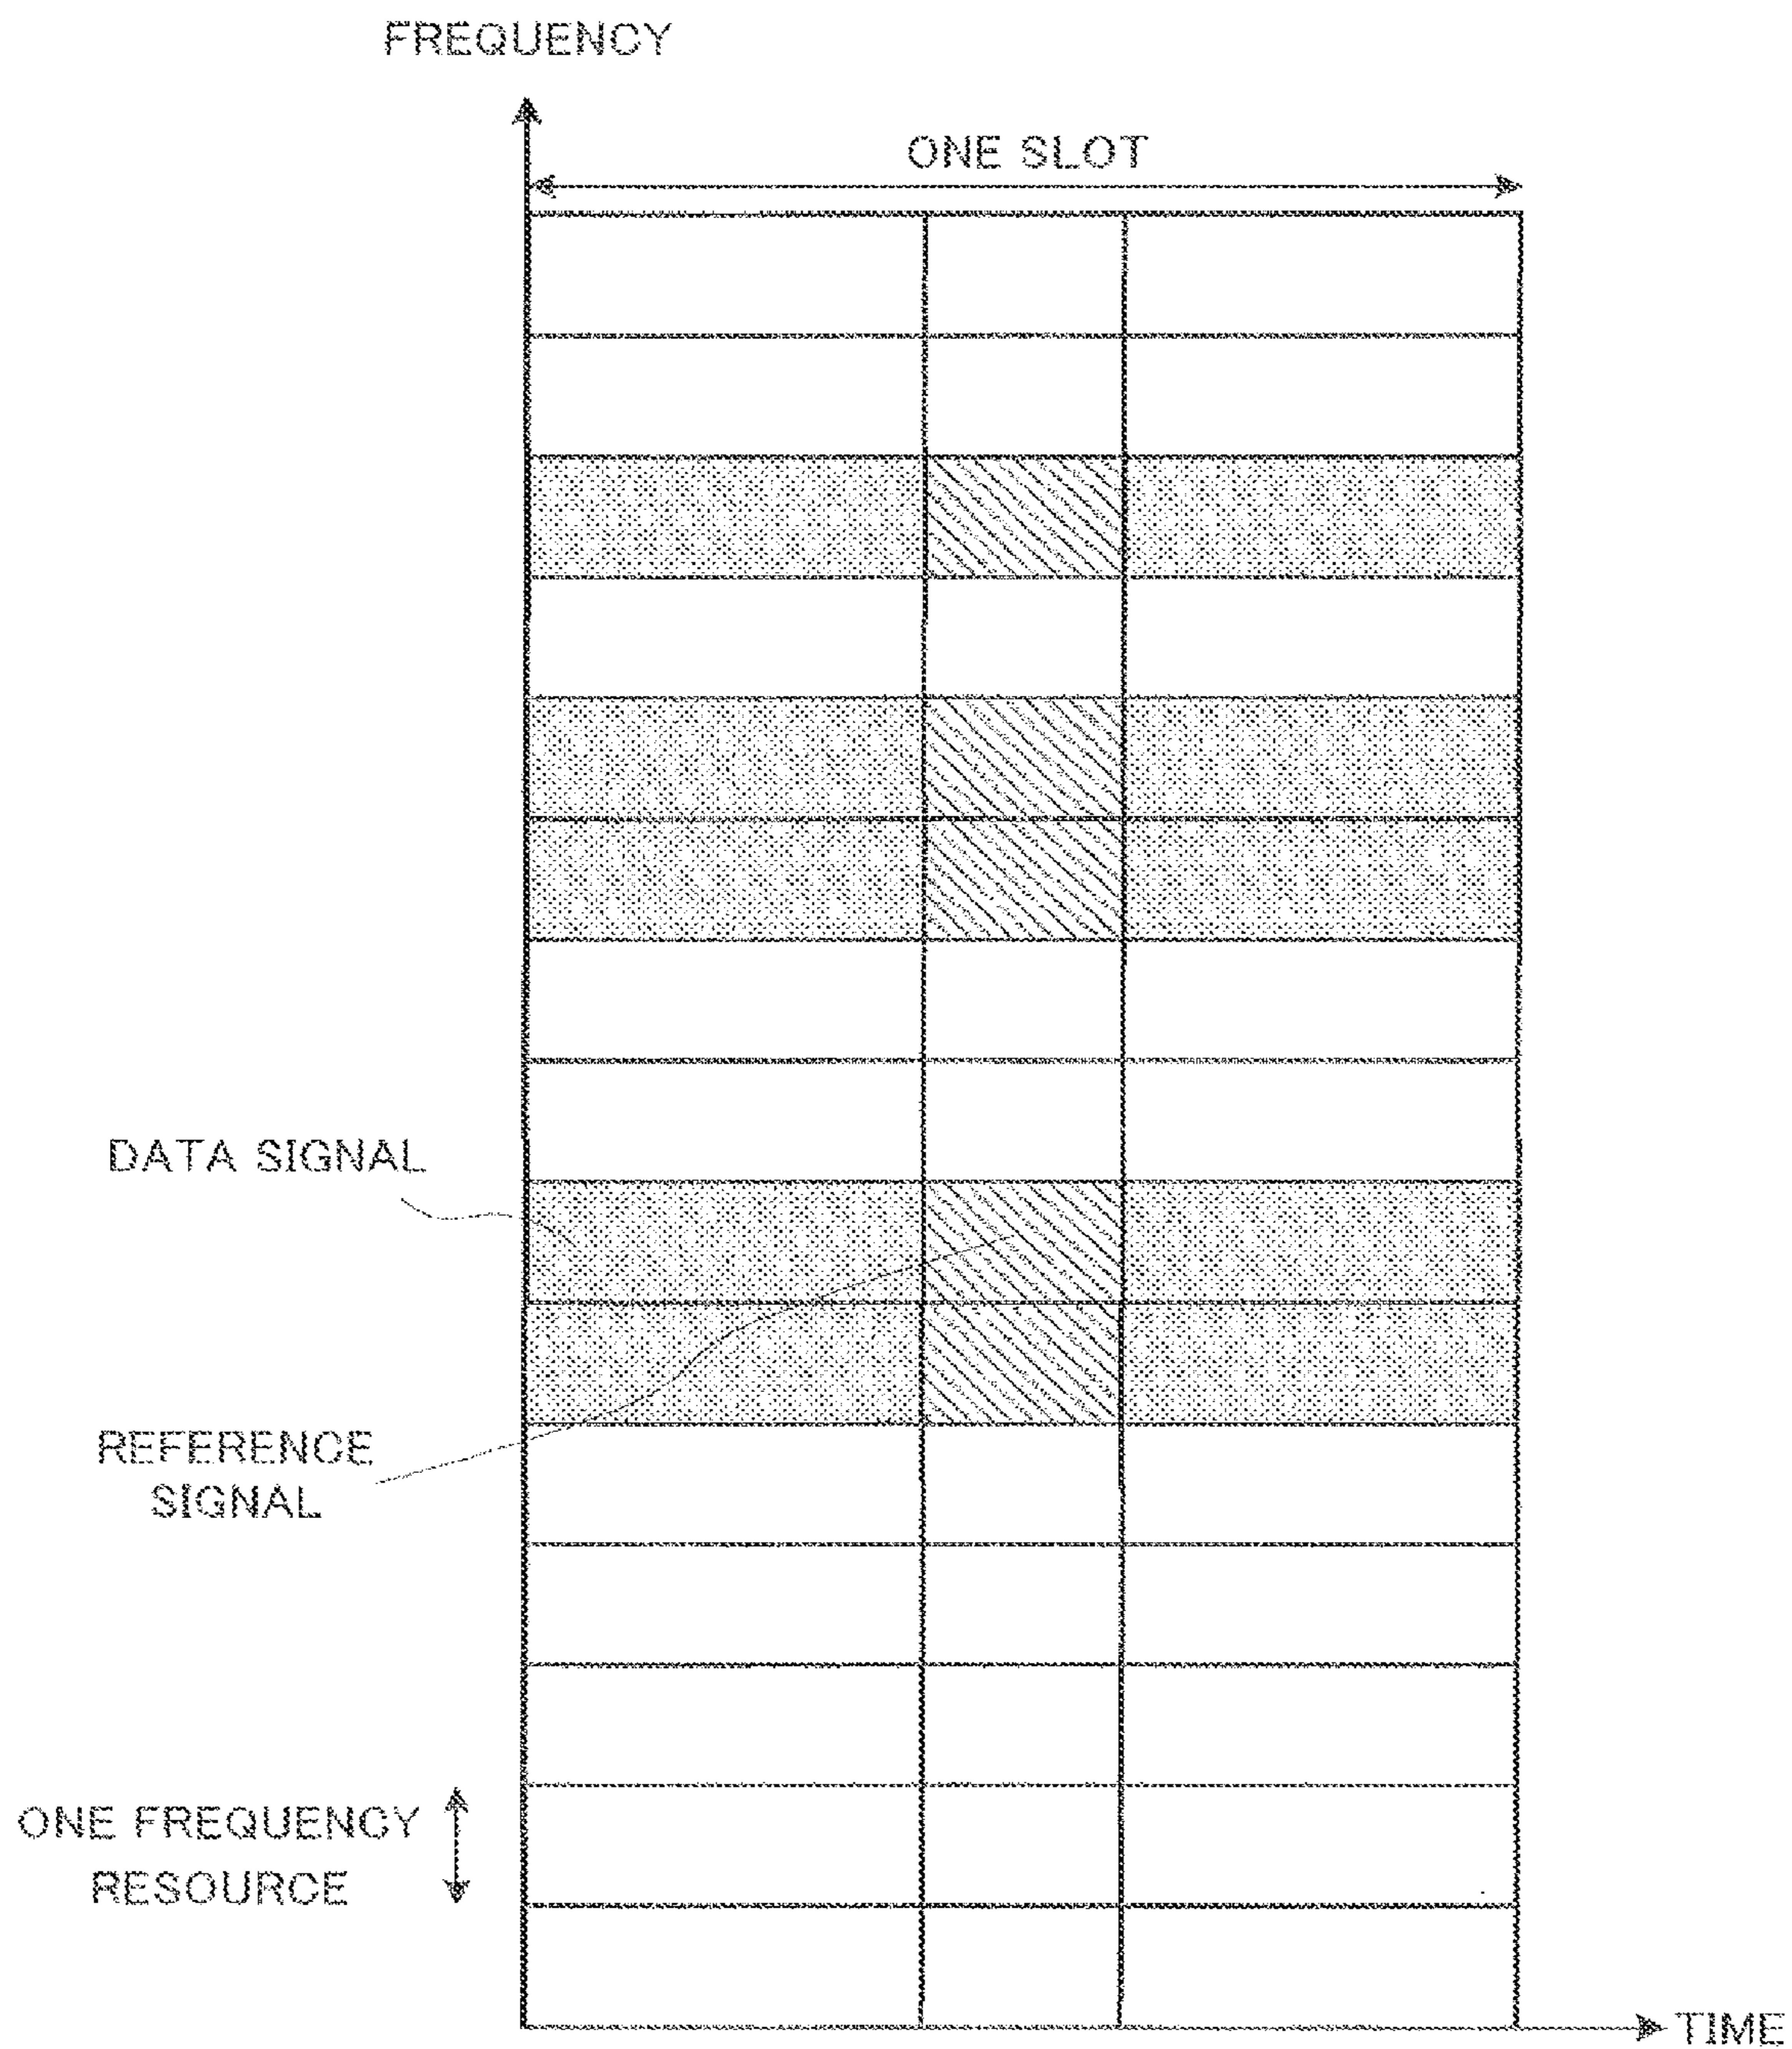 FREQUENCY
ONE SLOT
DATA SIGNAL
REFERENCE
SIGNAL
ONE FREQUENCY
RESOURCE
TIME